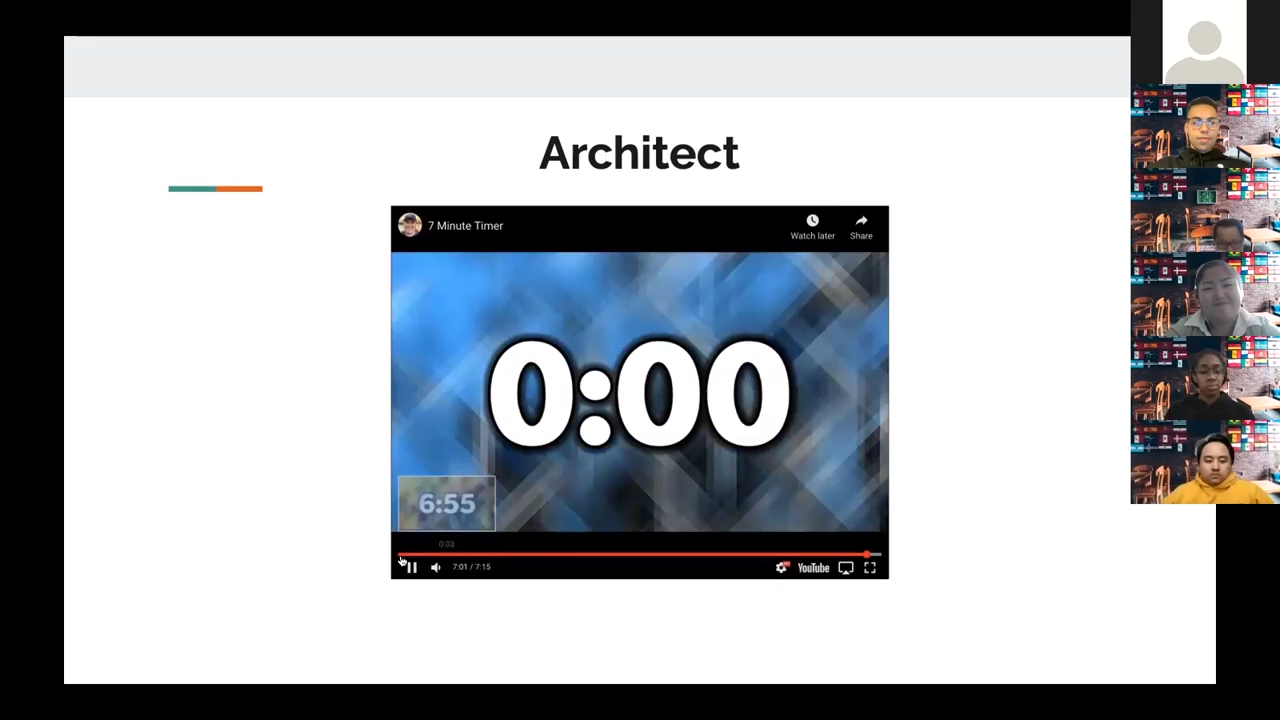 Architect
7 Minute Timer
Watch later
Share
0:00
6:55
0:03
7:01 / 7:15
YouTube